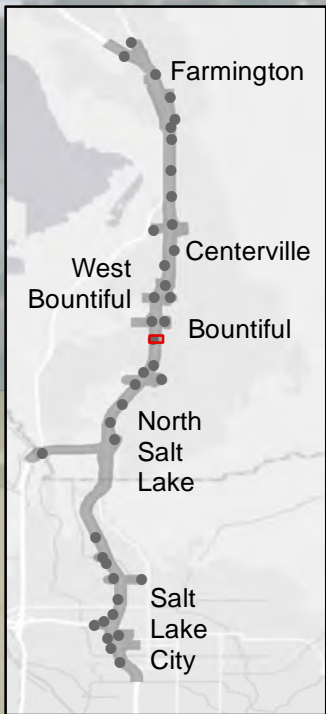 Farmington
Centerville
West
Bountiful
Bountiful
North
Salt
Lake
Salt
Lake
City